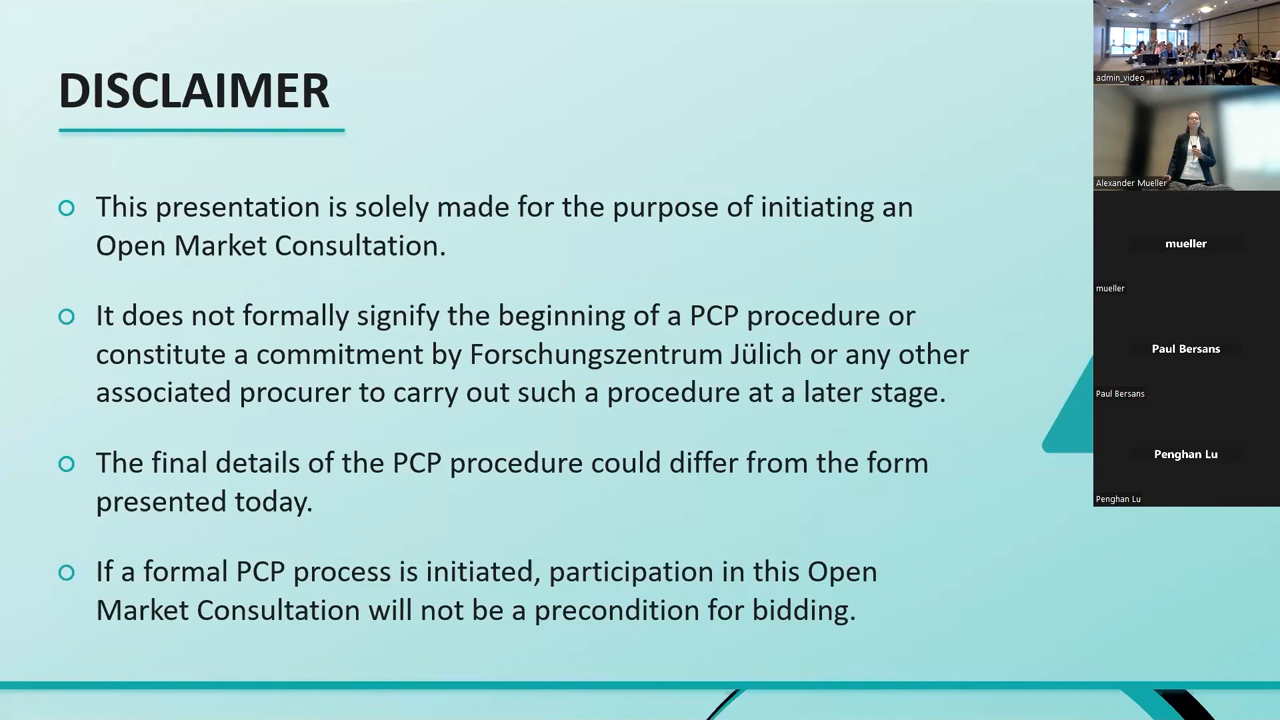 DISCLAIMER
This presentation is solely made for the purpose of initiating an
Open Market Consultation.
It does not formally signify the beginning of a PCP procedure or
constitute a commitment by Forschungszentrum Jülich or any other
associated procurer to carry out such a procedure at a later stage.
The final details of the PCP procedure could differ from the form
presented today.
If a formal PCP process is initiated, participation in this Open
Market Consultation will not be a precondition for bidding.
admin_video
Alexander Mueller
mueller
mueller
Paul Bersans
Paul Bersans
Penghan Lu
Penghan Lu